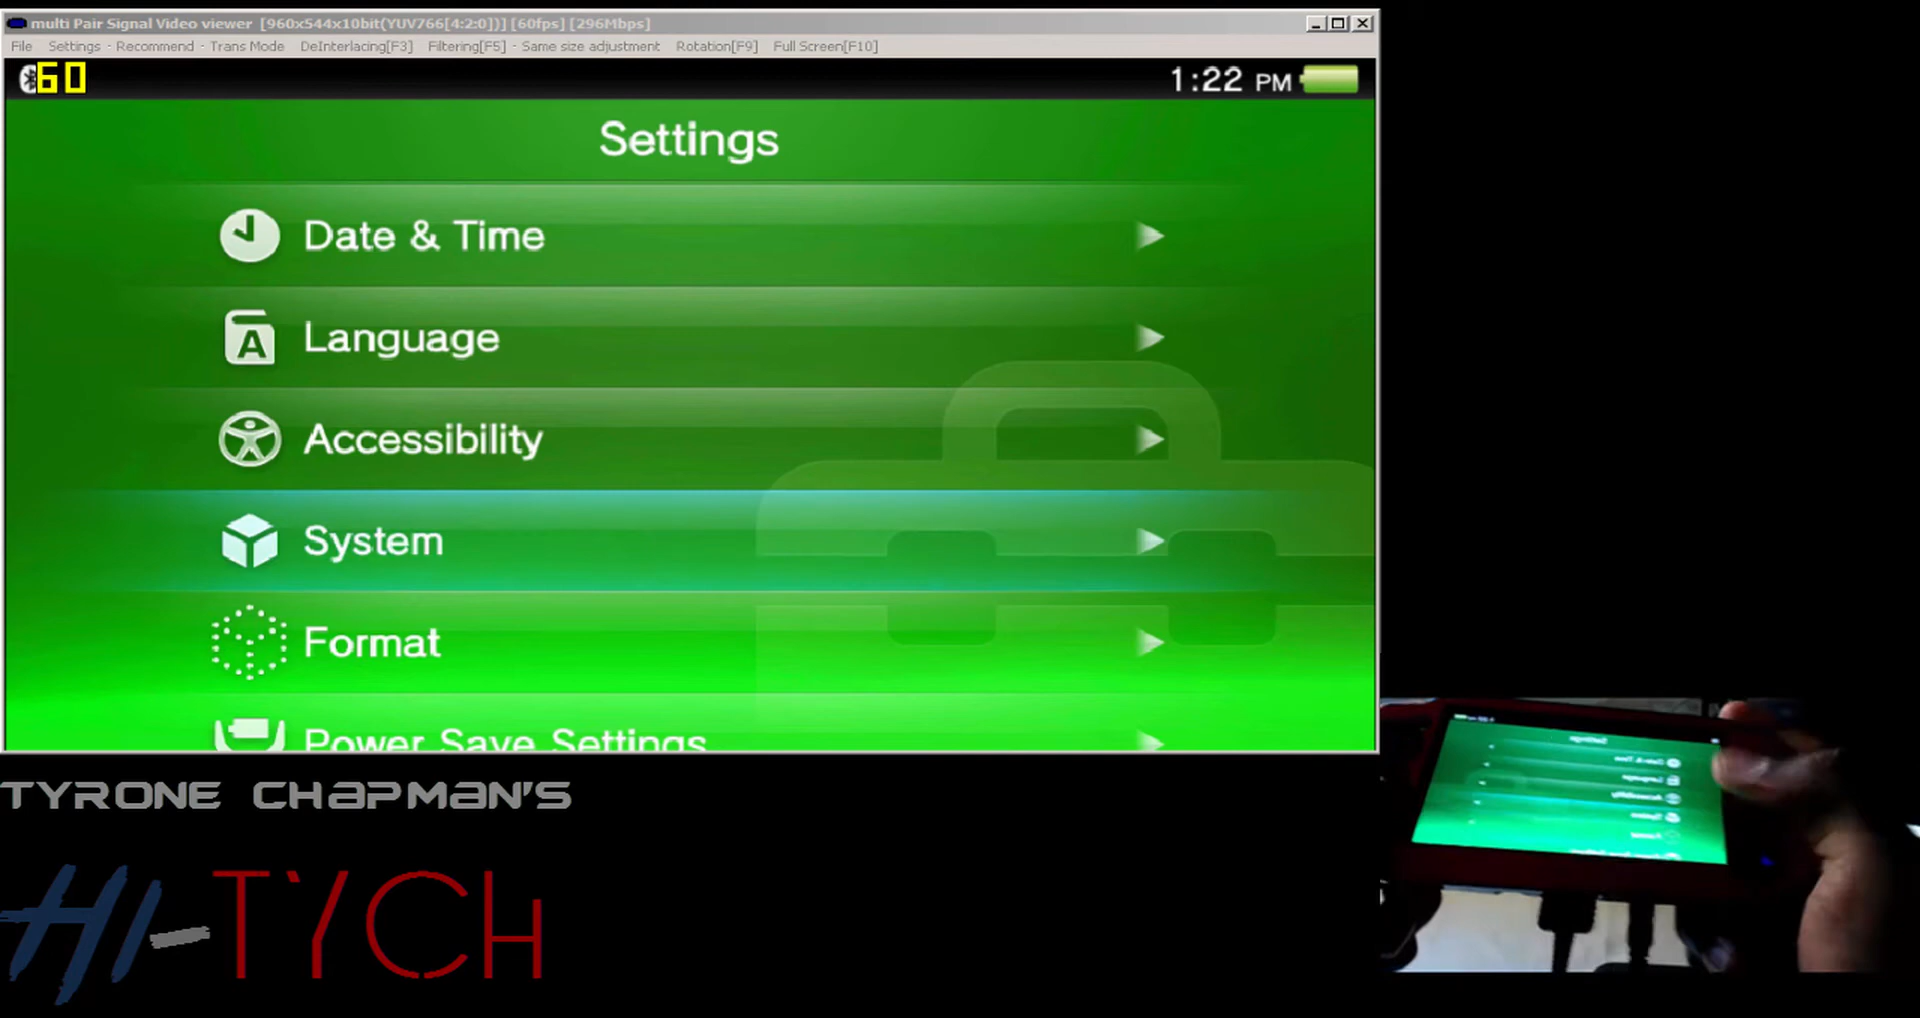 multi Pair Signal Video viewer [960x544x10bit(YUV766[4:2:0])] [60fps] [296Mbps]
File Settings - Recommend - Trans Mode DeInterlacing[F3] Filtering[F5] - Same size adjustment Rotation[F9] Full Screen[F10]
60 1:22 PM
Settings
Date & Time
Language
Accessibility
System
Format
Power Save Settings
TYRONE CHAPMAN'S
HI-TYCH